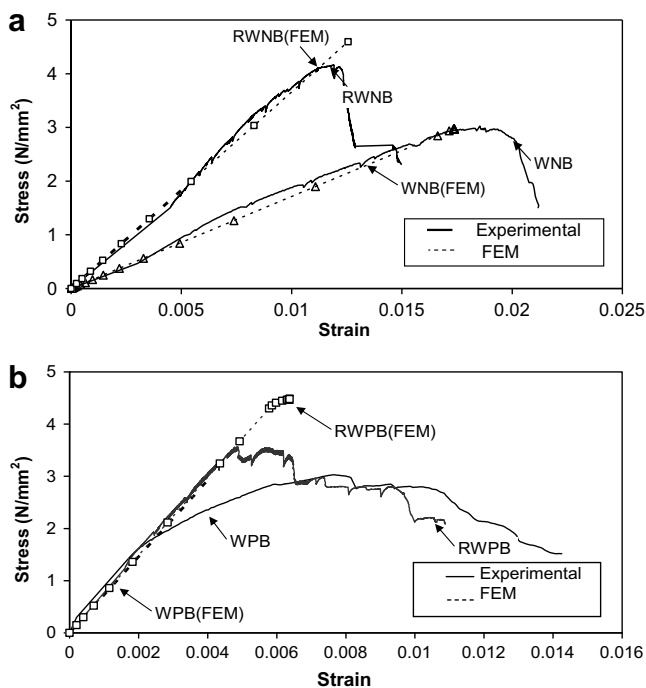 a
5
RWNB(FEM)
4
RWNB
3
WNB
2
WNB(FEM)
Experimental
1
FEM
0
0 0.005 0.01 0.015 0.02 0.025
Stress (N/mm²)
Strain
b
5
4
RWPB(FEM)
3
2
WPB
RWPB
1
Experimental
WPB(FEM)
FEM
0
0 0.002 0.004 0.006 0.008 0.01 0.012 0.014 0.016
Stress (N/mm²)
Strain